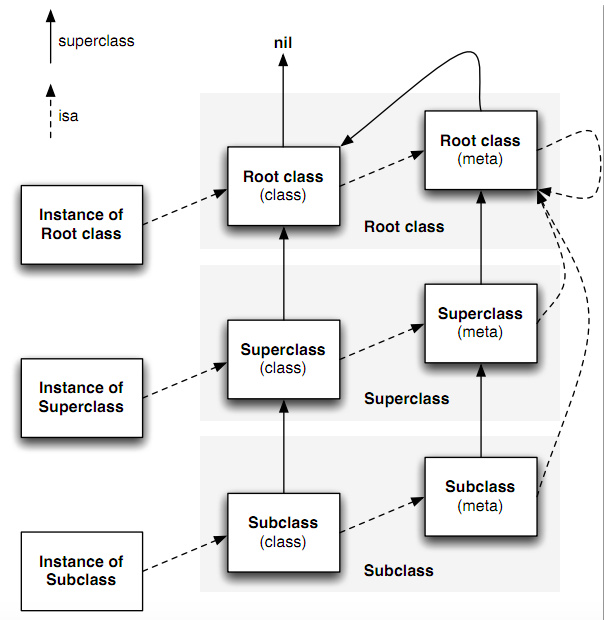 superclass
isa
nil
Root class
(class)
Root class
(meta)
Instance of
Root class
Root class
Superclass
(class)
Superclass
(meta)
Instance of
Superclass
Superclass
Subclass
(class)
Subclass
(meta)
Instance of
Subclass
Subclass